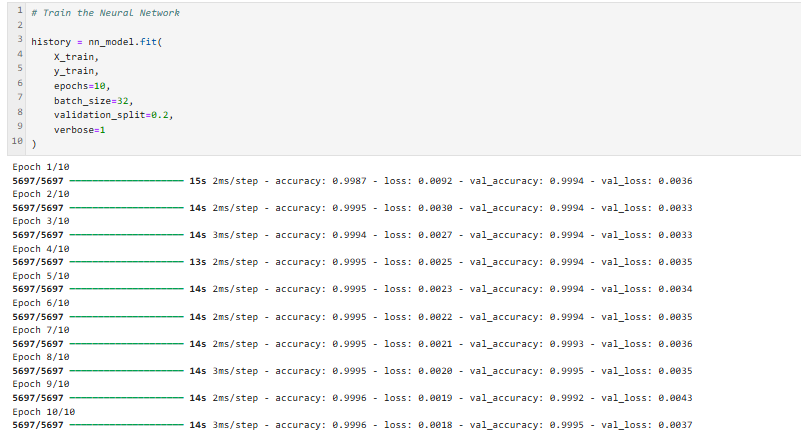 1 # Train the Neural Network
2
3 history = nn_model.fit(
4 X_train,
5 y_train,
6 epochs=10,
7 batch_size=32,
8 validation_split=0.2,
9 verbose=1
10 )
Epoch 1/10
5697/5697 15s 2ms/step - accuracy: 0.9987 - loss: 0.0092 - val_accuracy: 0.9994 - val_loss: 0.0036
Epoch 2/10
5697/5697 14s 2ms/step - accuracy: 0.9995 - loss: 0.0030 - val_accuracy: 0.9994 - val_loss: 0.0033
Epoch 3/10
5697/5697 14s 3ms/step - accuracy: 0.9994 - loss: 0.0027 - val_accuracy: 0.9994 - val_loss: 0.0033
Epoch 4/10
5697/5697 13s 2ms/step - accuracy: 0.9995 - loss: 0.0025 - val_accuracy: 0.9994 - val_loss: 0.0035
Epoch 5/10
5697/5697 14s 2ms/step - accuracy: 0.9995 - loss: 0.0023 - val_accuracy: 0.9994 - val_loss: 0.0034
Epoch 6/10
5697/5697 14s 2ms/step - accuracy: 0.9995 - loss: 0.0022 - val_accuracy: 0.9994 - val_loss: 0.0035
Epoch 7/10
5697/5697 14s 2ms/step - accuracy: 0.9995 - loss: 0.0021 - val_accuracy: 0.9993 - val_loss: 0.0036
Epoch 8/10
5697/5697 14s 3ms/step - accuracy: 0.9995 - loss: 0.0020 - val_accuracy: 0.9995 - val_loss: 0.0035
Epoch 9/10
5697/5697 14s 2ms/step - accuracy: 0.9996 - loss: 0.0019 - val_accuracy: 0.9992 - val_loss: 0.0043
Epoch 10/10
5697/5697 14s 3ms/step - accuracy: 0.9996 - loss: 0.0018 - val_accuracy: 0.9995 - val_loss: 0.0037